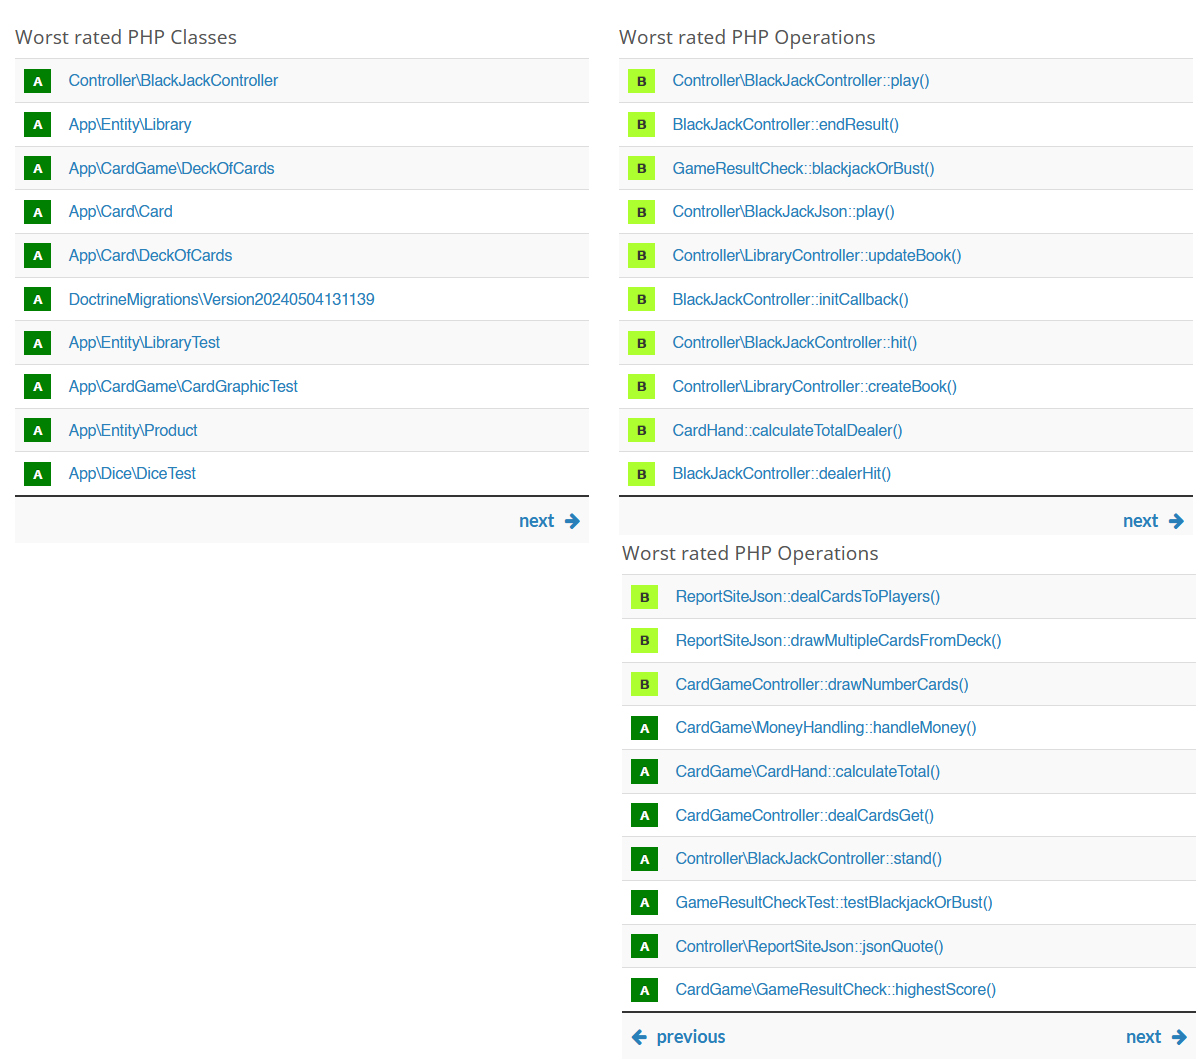 Worst rated PHP Classes
A Controller\BlackJackController
A App\Entity\Library
A App\CardGame\DeckOfCards
A App\Card\Card
A App\Card\DeckOfCards
A DoctrineMigrations\Version20240504131139
A App\Entity\LibraryTest
A App\CardGame\CardGraphicTest
A App\Entity\Product
A App\Dice\DiceTest
next
Worst rated PHP Operations
B Controller\BlackJackController::play()
B BlackJackController::endResult()
B GameResultCheck::blackjackOrBust()
B Controller\BlackJackJson::play()
B Controller\LibraryController::updateBook()
B BlackJackController::initCallback()
B Controller\BlackJackController::hit()
B Controller\LibraryController::createBook()
B CardHand::calculateTotalDealer()
B BlackJackController::dealerHit()
next
Worst rated PHP Operations
B ReportSiteJson::dealCardsToPlayers()
B ReportSiteJson::drawMultipleCardsFromDeck()
B CardGameController::drawNumberCards()
A CardGame\MoneyHandling::handleMoney()
A CardGame\CardHand::calculateTotal()
A CardGameController::dealCardsGet()
A Controller\BlackJackController::stand()
A GameResultCheckTest::testBlackjackOrBust()
A Controller\ReportSiteJson::jsonQuote()
A CardGame\GameResultCheck::highestScore()
previous next